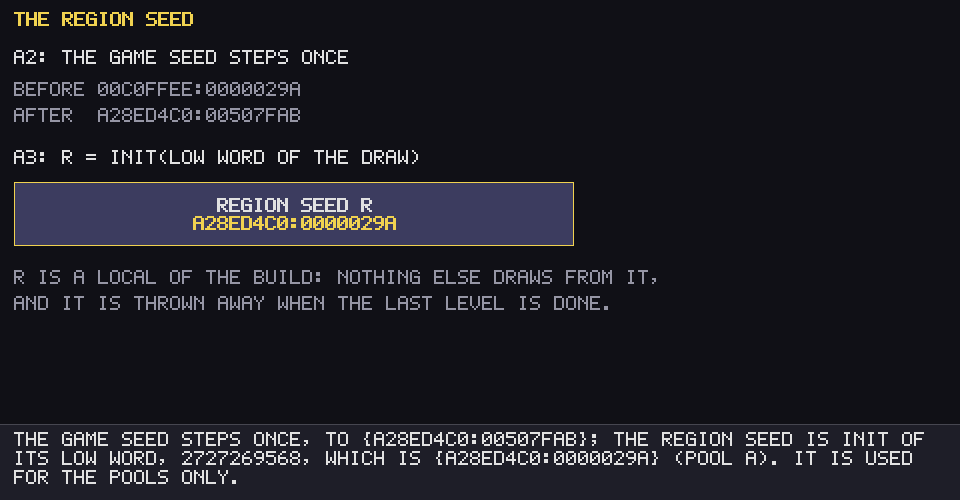 THE REGION SEED
A2: THE GAME SEED STEPS ONCE
BEFORE 00C0FFEE:0000029A
AFTER A28ED4C0:00507FAB
A3: R = INIT(LOW WORD OF THE DRAW)
REGION SEED R
A28ED4C0:0000029A
R IS A LOCAL OF THE BUILD: NOTHING ELSE DRAWS FROM IT,
AND IT IS THROWN AWAY WHEN THE LAST LEVEL IS DONE.
THE GAME SEED STEPS ONCE, TO {A28ED4C0:00507FAB}; THE REGION SEED IS INIT OF
ITS LOW WORD, 2727269568, WHICH IS {A28ED4C0:0000029A} (POOL A). IT IS USED
FOR THE POOLS ONLY.